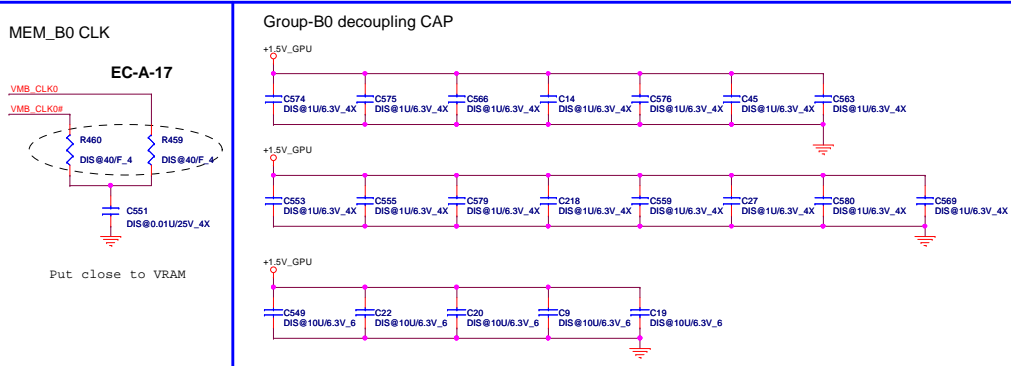 MEM_B0 CLK
EC-A-17
VMB_CLK0
VMB_CLK0#
R460
R459
DIS@40/F_4
DIS@40/F_4
C551
DIS@0.01U/25V_4X
Put close to VRAM
Group-B0 decoupling CAP
+1.5V_GPU
C574 C575 C566 C14 C576 C45 C563
DIS@1U/6.3V_4X DIS@1U/6.3V_4X DIS@1U/6.3V_4X DIS@1U/6.3V_4X DIS@1U/6.3V_4X DIS@1U/6.3V_4X DIS@1U/6.3V_4X
+1.5V_GPU
C553 C555 C579 C218 C559 C27 C580 C569
DIS@1U/6.3V_4X DIS@1U/6.3V_4X DIS@1U/6.3V_4X DIS@1U/6.3V_4X DIS@1U/6.3V_4X DIS@1U/6.3V_4X DIS@1U/6.3V_4X DIS@1U/6.3V_4X
+1.5V_GPU
C549 C22 C20 C9 C19
DIS@10U/6.3V_6 DIS@10U/6.3V_6 DIS@10U/6.3V_6 DIS@10U/6.3V_6 DIS@10U/6.3V_6